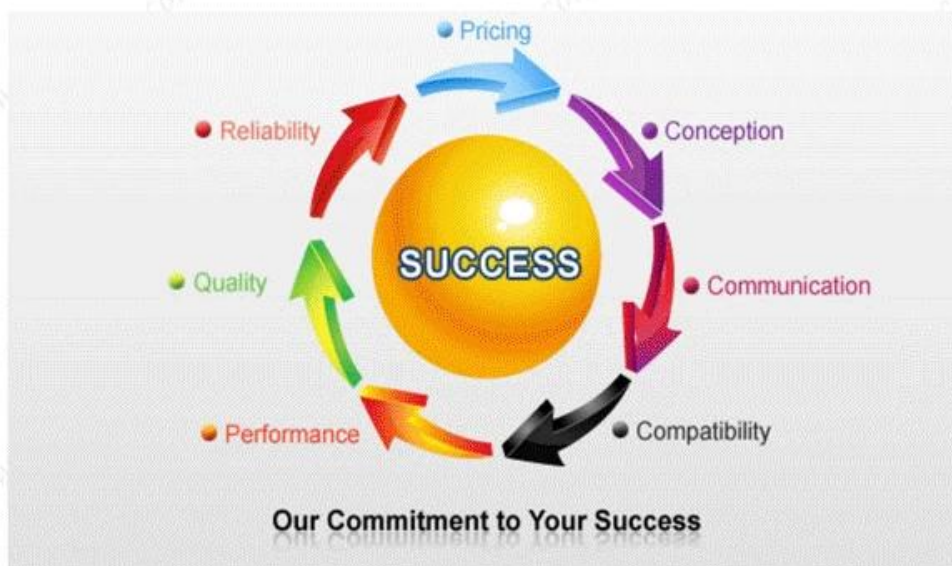 Pricing
Reliability
Conception
SUCCESS
Quality
Communication
Performance
Compatibility
Our Commitment to Your Success